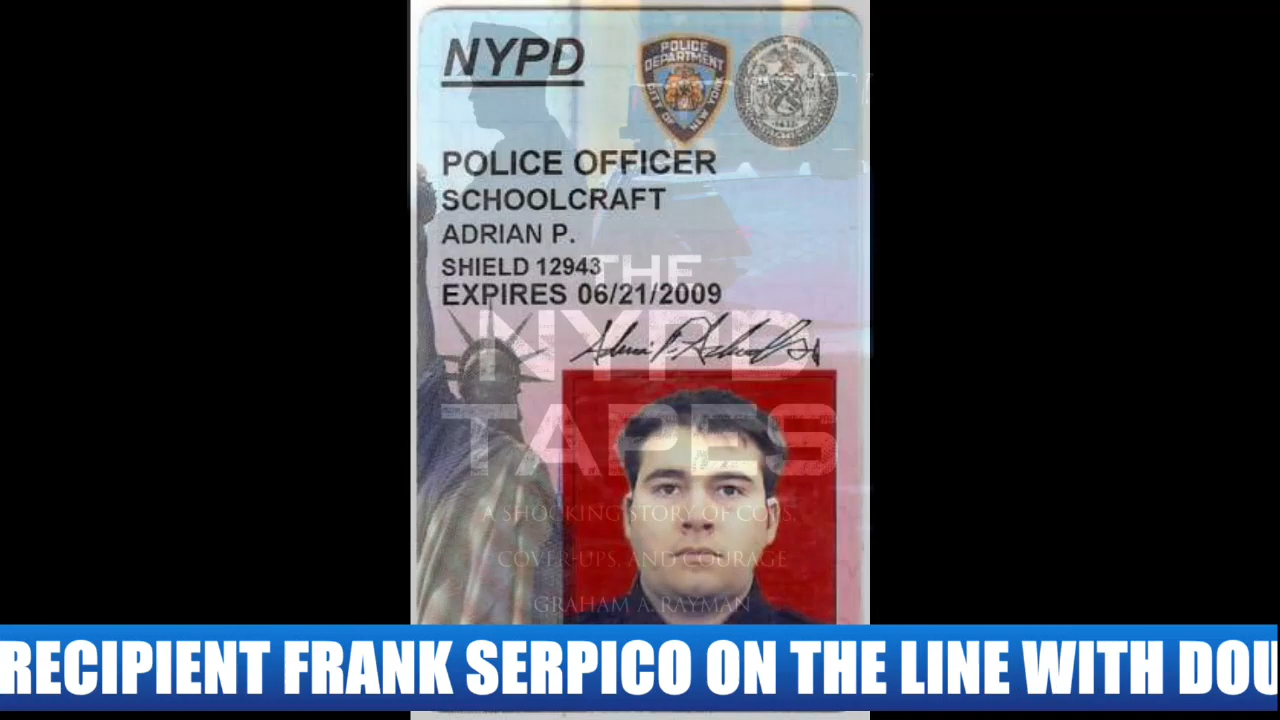 NYPD
POLICE
DEPARTMENT
CITY OF NEW YORK
POLICE OFFICER
SCHOOLCRAFT
ADRIAN P.
SHIELD 12943
EXPIRES 06/21/2009
THE
NYPD
TAPES
A SHOCKING STORY OF COPS,
COVER-UPS, AND COURAGE
GRAHAM A. RAYMAN
RECIPIENT FRANK SERPICO ON THE LINE WITH DOU